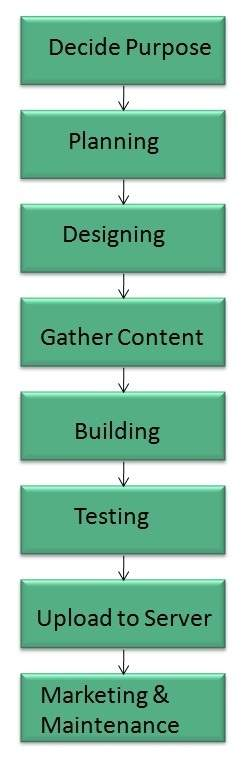 Decide Purpose
Planning
Designing
Gather Content
Building
Testing
Upload to Server
Marketing &
Maintenance